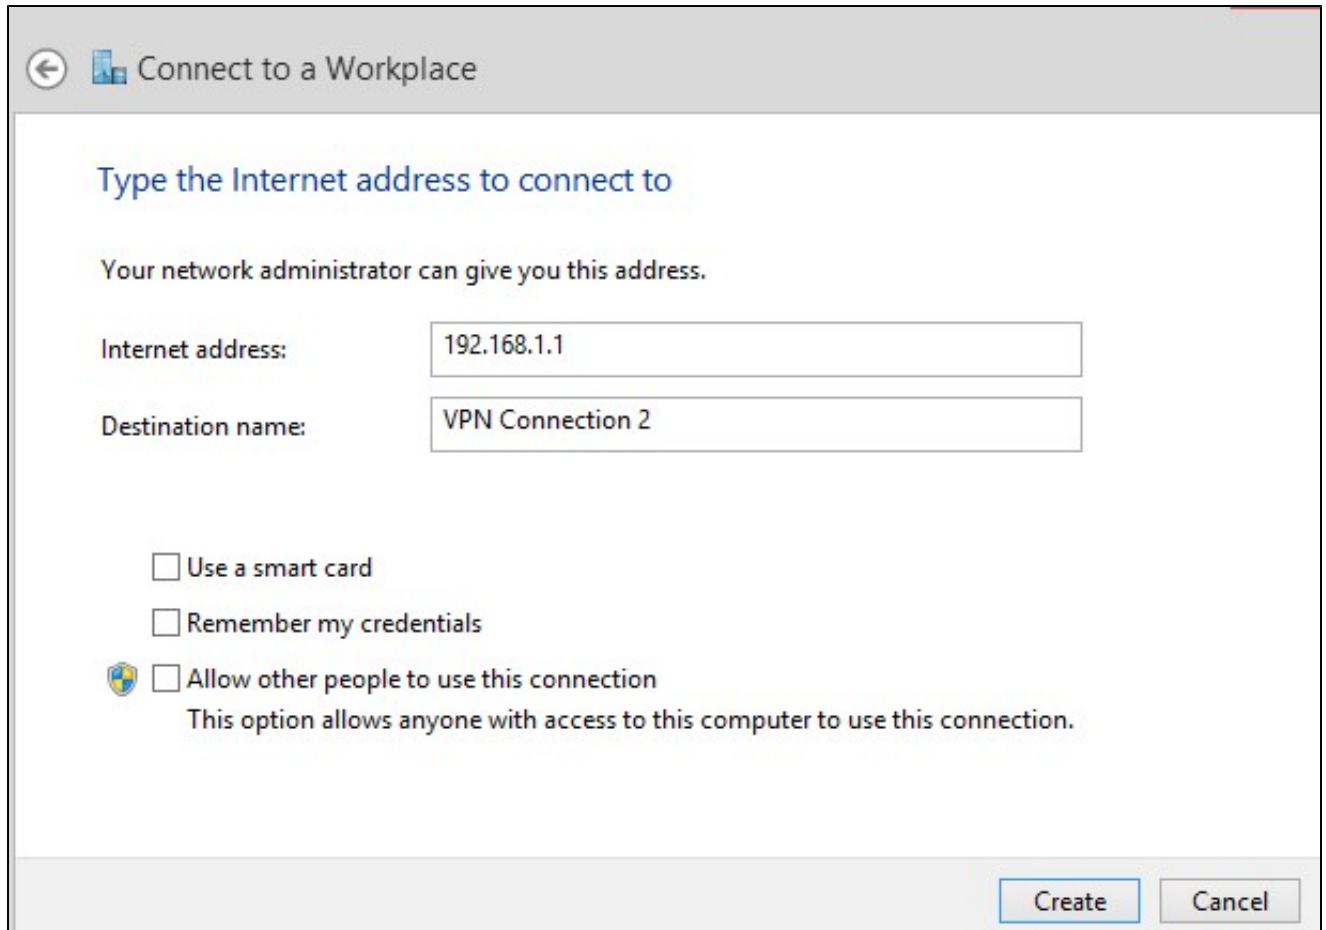 Connect to a Workplace
Type the Internet address to connect to
Your network administrator can give you this address.
Internet address: 192.168.1.1
Destination name: VPN Connection 2
Use a smart card
Remember my credentials
Allow other people to use this connection
This option allows anyone with access to this computer to use this connection.
Create Cancel